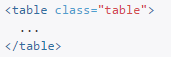 <table class="table">
  ...
</table>